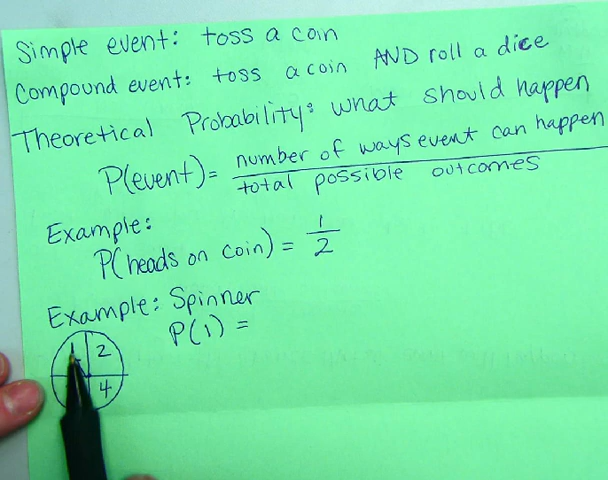 Simple event: toss a coin
Compound event: toss a coin AND roll a dice
Theoretical Probability: what should happen
P(event) = number of ways event can happen
total possible outcomes
Example:
P(heads on coin) = 1/2
Example: Spinner
P(1) =
1 2
4